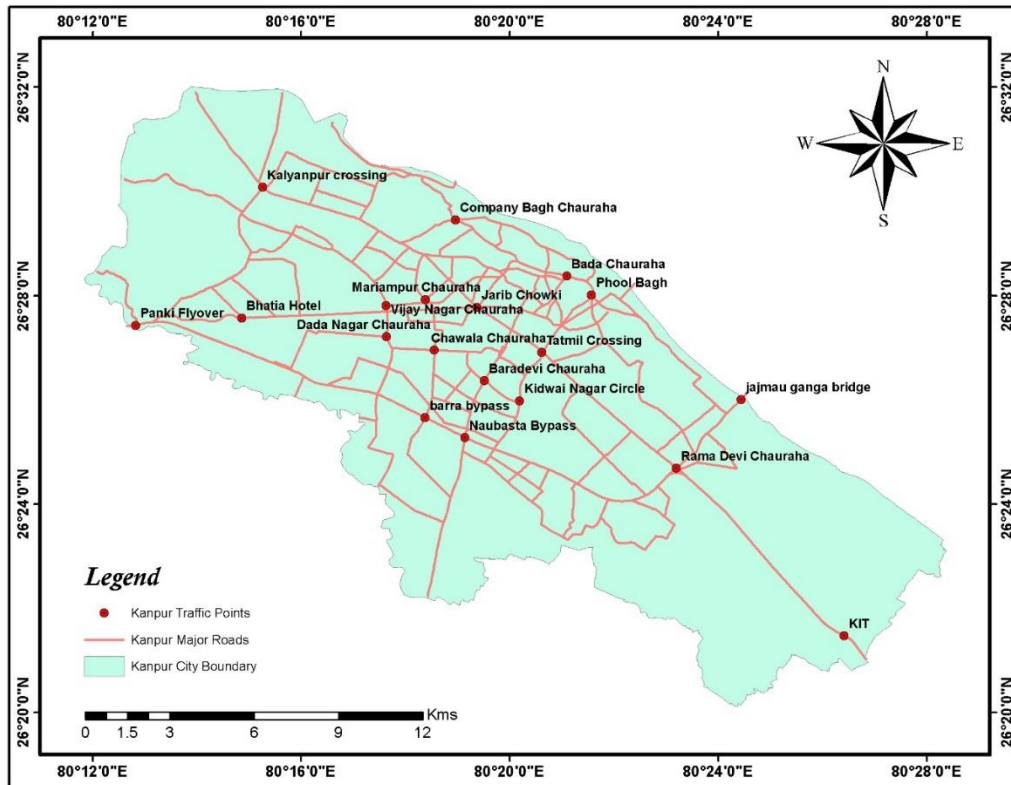 80°12'0"E 80°16'0"E 80°20'0"E 80°24'0"E 80°28'0"E
26°32'0"N 26°32'0"N
N
W E
S
Kalyanpur crossing
Company Bagh Chauraha
Bada Chauraha
Phool Bagh
26°28'0"N 26°28'0"N
Mariampur Chauraha
Jarib Chowki
Bhatia Hotel
Vijay Nagar Chauraha
Panki Flyover
Dada Nagar Chauraha
Chawala Chauraha
Tatmil Crossing
Baradevi Chauraha
Kidwai Nagar Circle
jajmau ganga bridge
barra bypass
Naubasta Bypass
Rama Devi Chauraha
26°24'0"N 26°24'0"N
KIT
Legend
Kanpur Traffic Points
Kanpur Major Roads
Kanpur City Boundary
Kms
0 1.5 3 6 9 12
26°20'0"N 26°20'0"N
80°12'0"E 80°16'0"E 80°20'0"E 80°24'0"E 80°28'0"E